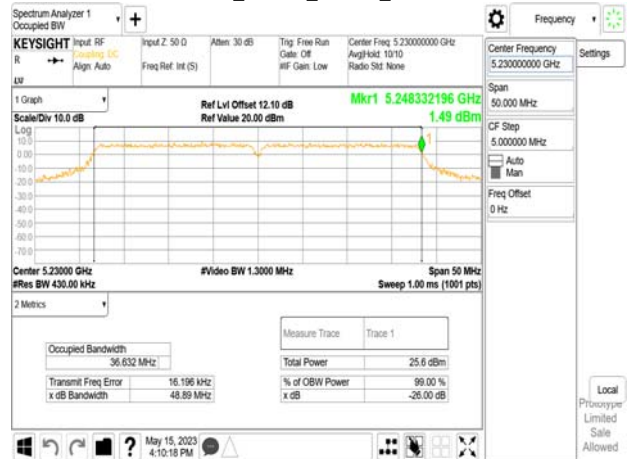 Spectrum Analyzer 1
Occupied BW
Frequency
KEYSIGHT
Input: RF
Coupling: DC
Align: Auto
Input Z: 50 Ω
Freq Ref: Int (S)
Atten: 30 dB
Trig: Free Run
Gate: Off
#IF Gain: Low
Center Freq: 5.230000000 GHz
Avg|Hold: 10/10
Radio Std: None
R
Center Frequency
5.230000000 GHz
Settings
Span
50.000 MHz
CF Step
5.000000 MHz
Auto
Man
Freq Offset
0 Hz
1 Graph
Ref Lvl Offset 12.10 dB
Mkr1 5.248332196 GHz
Scale/Div 10.0 dB
Ref Value 20.00 dBm
1.49 dBm
Log
10.0
0.00
-10.0
-20.0
-30.0
-40.0
-50.0
-60.0
-70.0
1
Center 5.23000 GHz
#Video BW 1.3000 MHz
Span 50 MHz
#Res BW 430.00 kHz
Sweep 1.00 ms (1001 pts)
2 Metrics
Measure Trace
Trace 1
Occupied Bandwidth
36.632 MHz
Total Power
25.6 dBm
Transmit Freq Error
16.196 kHz
% of OBW Power
99.00 %
x dB Bandwidth
48.89 MHz
x dB
-26.00 dB
Local
Prototype
Limited
Sale
Allowed
May 15, 2023
4:10:18 PM